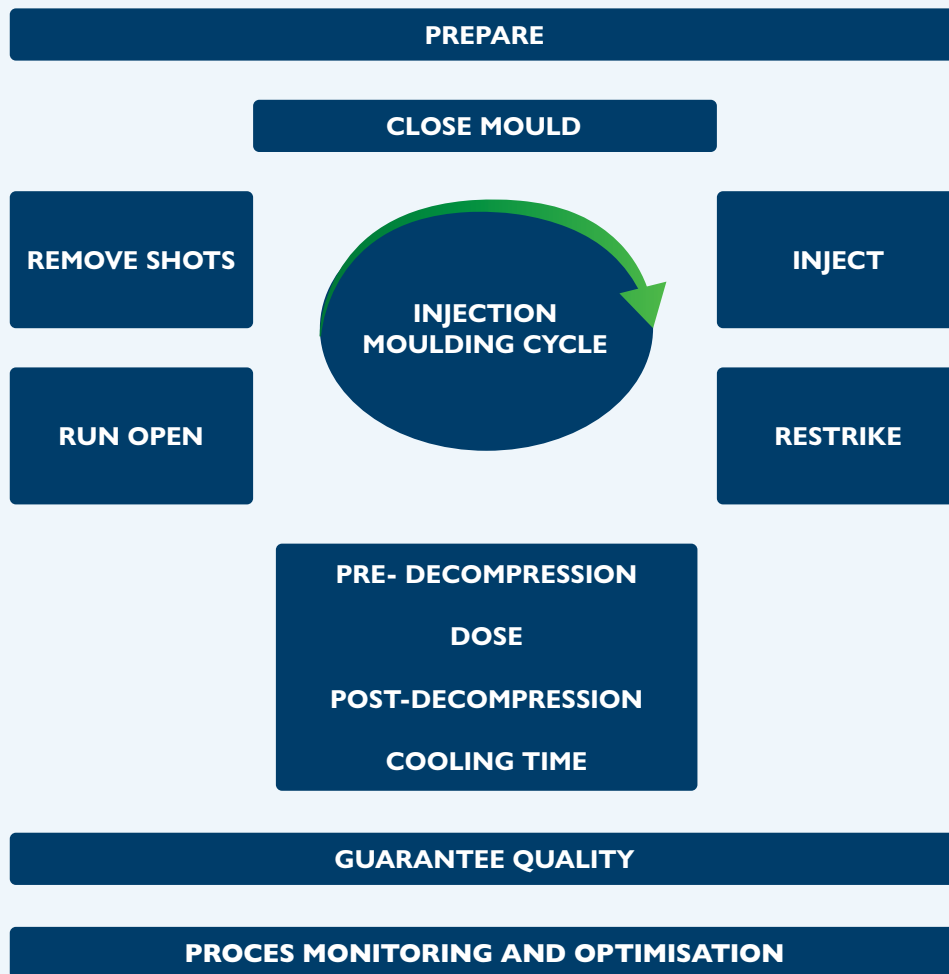 PREPARE
CLOSE MOULD
REMOVE SHOTS
INJECT
INJECTION
MOULDING CYCLE
RUN OPEN
RESTRIKE
PRE- DECOMPRESSION
DOSE
POST-DECOMPRESSION
COOLING TIME
GUARANTEE QUALITY
PROCES MONITORING AND OPTIMISATION